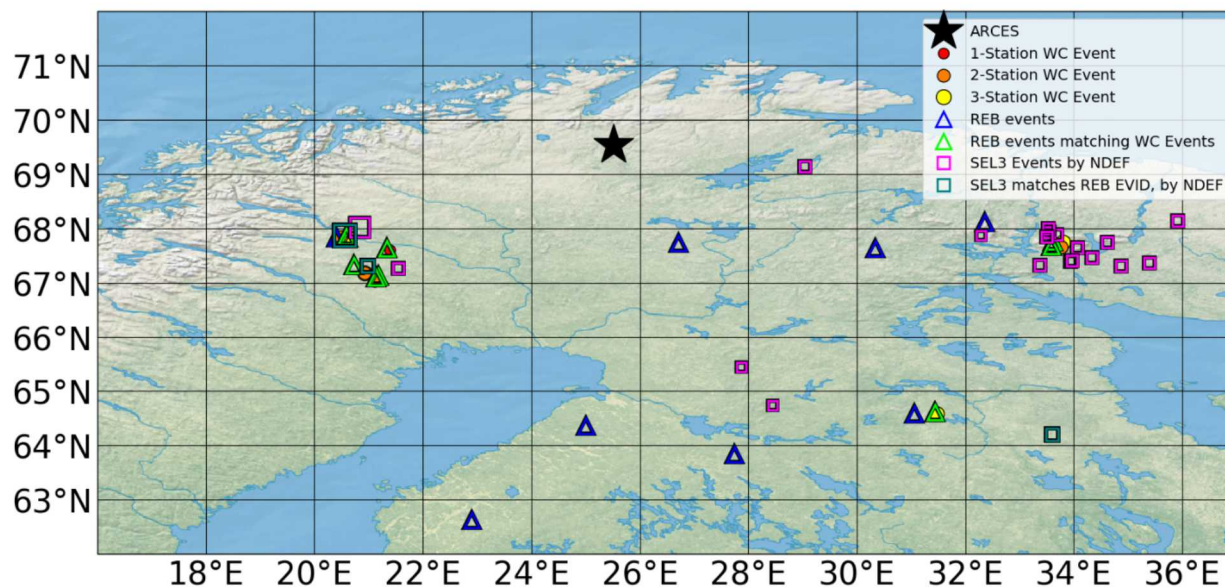 ARCES
1-Station WC Event
2-Station WC Event
3-Station WC Event
REB events
REB events matching WC Events
SEL3 Events by NDEF
SEL3 matches REB EVID, by NDEF
71°N
70°N
69°N
68°N
67°N
66°N
65°N
64°N
63°N
18°E 20°E 22°E 24°E 26°E 28°E 30°E 32°E 34°E 36°E